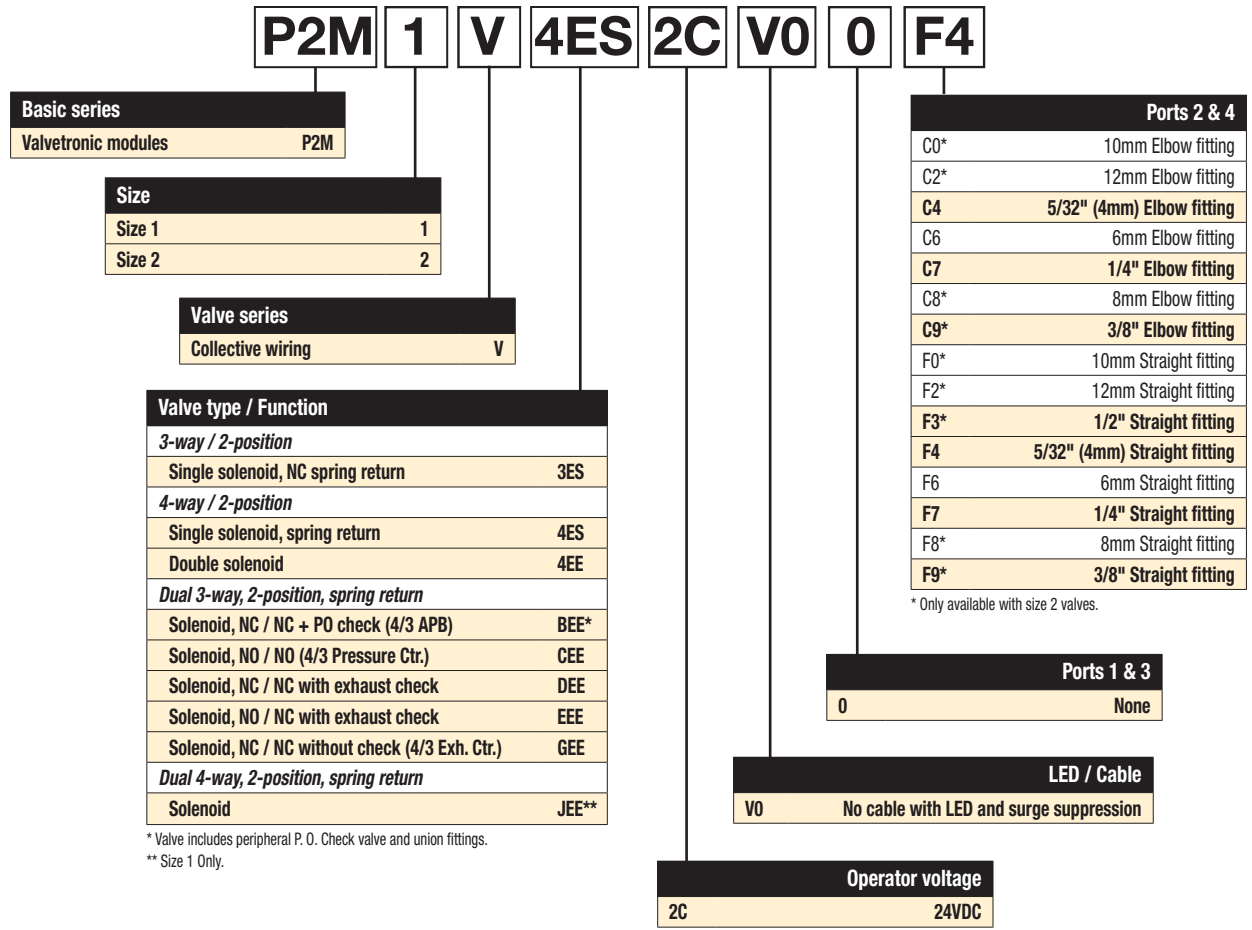 P2M 1 V 4ES 2C V0 0 F4
Basic series
Valvetronic modules P2M
Size
Size 1 1
Size 2 2
Valve series
Collective wiring V
Valve type / Function
3-way / 2-position
Single solenoid, NC spring return 3ES
4-way / 2-position
Single solenoid, spring return 4ES
Double solenoid 4EE
Dual 3-way, 2-position, spring return
Solenoid, NC / NC + PO check (4/3 APB) BEE*
Solenoid, NO / NO (4/3 Pressure Ctr.) CEE
Solenoid, NC / NC with exhaust check DEE
Solenoid, NO / NC with exhaust check EEE
Solenoid, NC / NC without check (4/3 Exh. Ctr.) GEE
Dual 4-way, 2-position, spring return
Solenoid JEE**
* Valve includes peripheral P. O. Check valve and union fittings.
** Size 1 Only.
Ports 2 & 4
C0* 10mm Elbow fitting
C2* 12mm Elbow fitting
C4 5/32" (4mm) Elbow fitting
C6 6mm Elbow fitting
C7 1/4" Elbow fitting
C8* 8mm Elbow fitting
C9* 3/8" Elbow fitting
F0* 10mm Straight fitting
F2* 12mm Straight fitting
F3* 1/2" Straight fitting
F4 5/32" (4mm) Straight fitting
F6 6mm Straight fitting
F7 1/4" Straight fitting
F8* 8mm Straight fitting
F9* 3/8" Straight fitting
* Only available with size 2 valves.
Ports 1 & 3
0 None
LED / Cable
V0 No cable with LED and surge suppression
Operator voltage
2C 24VDC